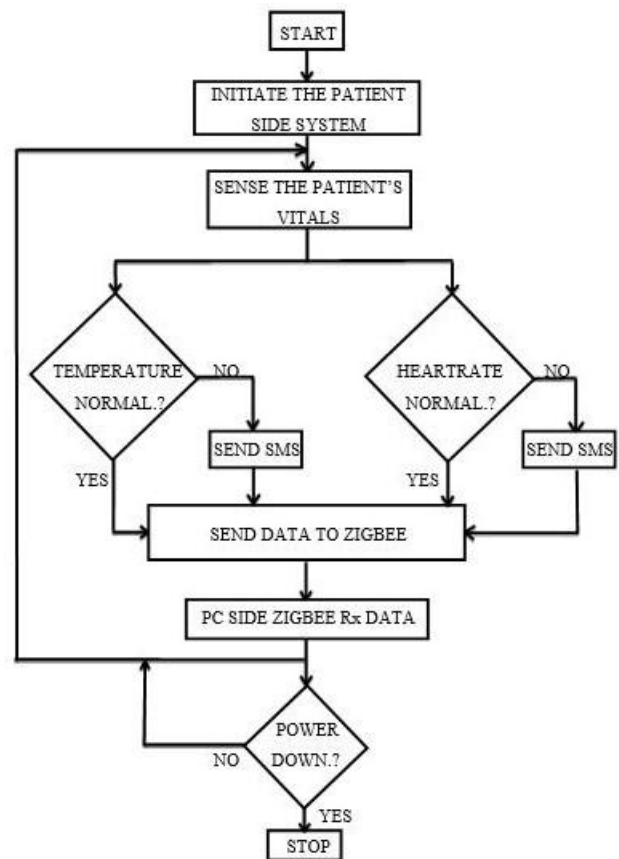 START
INITIATE THE PATIENT
SIDE SYSTEM
SENSE THE PATIENT'S
VITALS
TEMPERATURE
NORMAL.?
NO
SEND SMS
YES
HEARTRATE
NORMAL.?
NO
SEND SMS
YES
SEND DATA TO ZIGBEE
PC SIDE ZIGBEE Rx DATA
POWER
DOWN.?
NO
YES
STOP